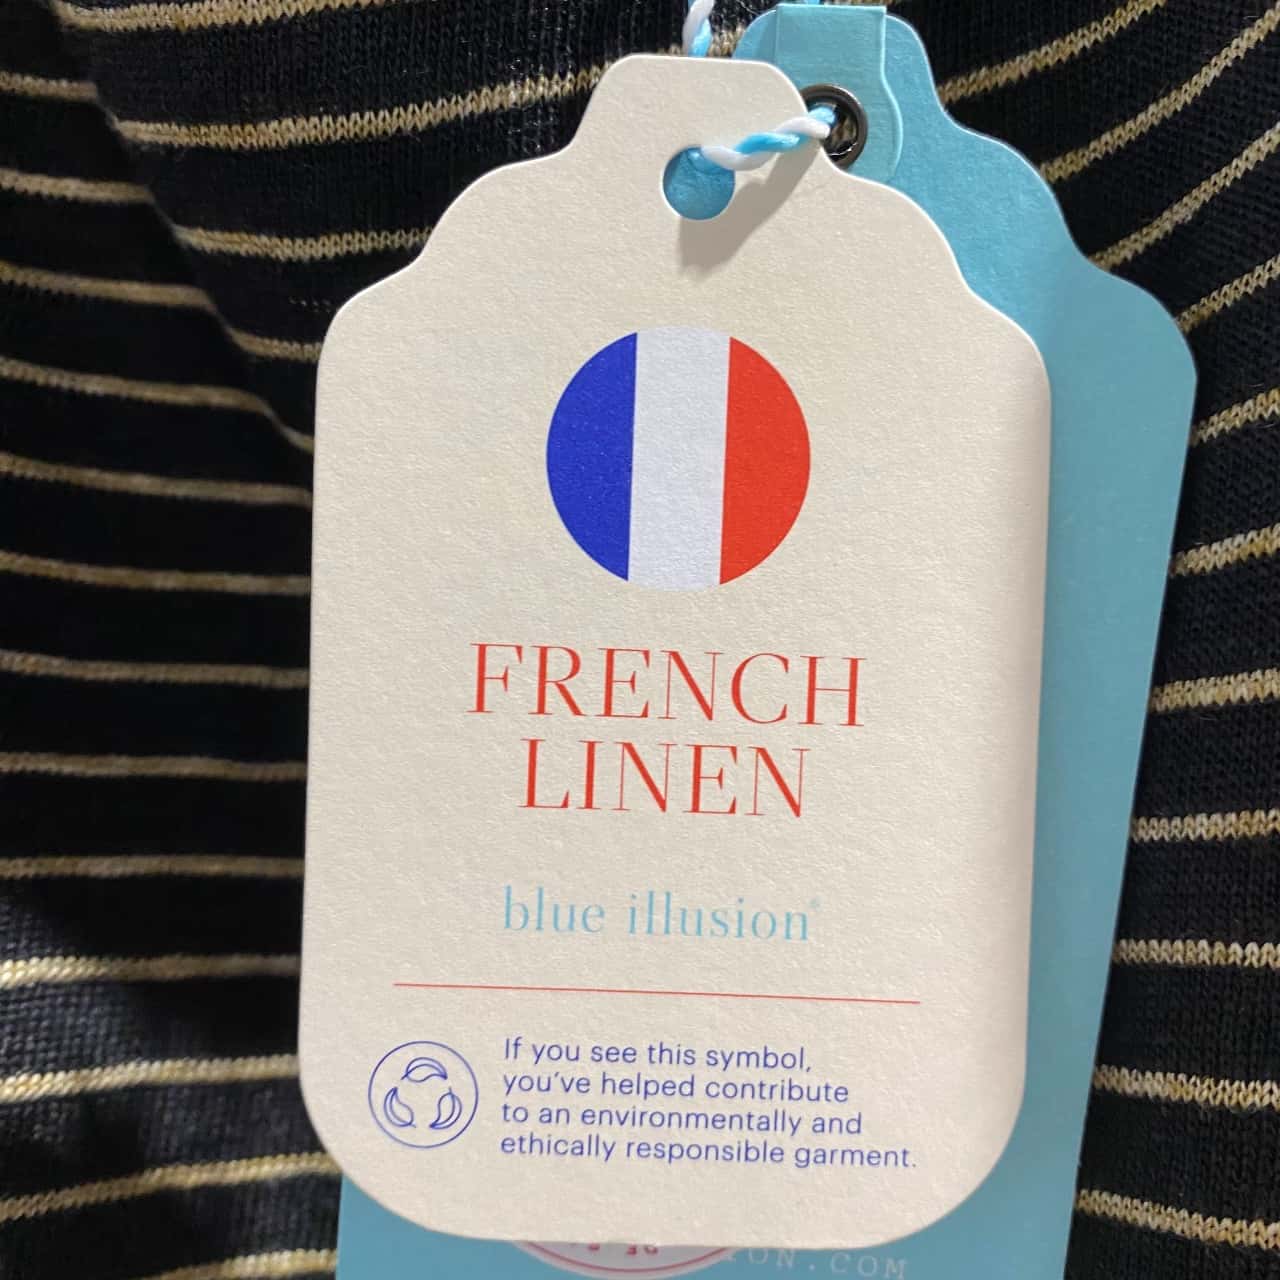 FRENCH
LINEN
blue illusion®
If you see this symbol,
you've helped contribute
to an environmentally and
ethically responsible garment.
.COM